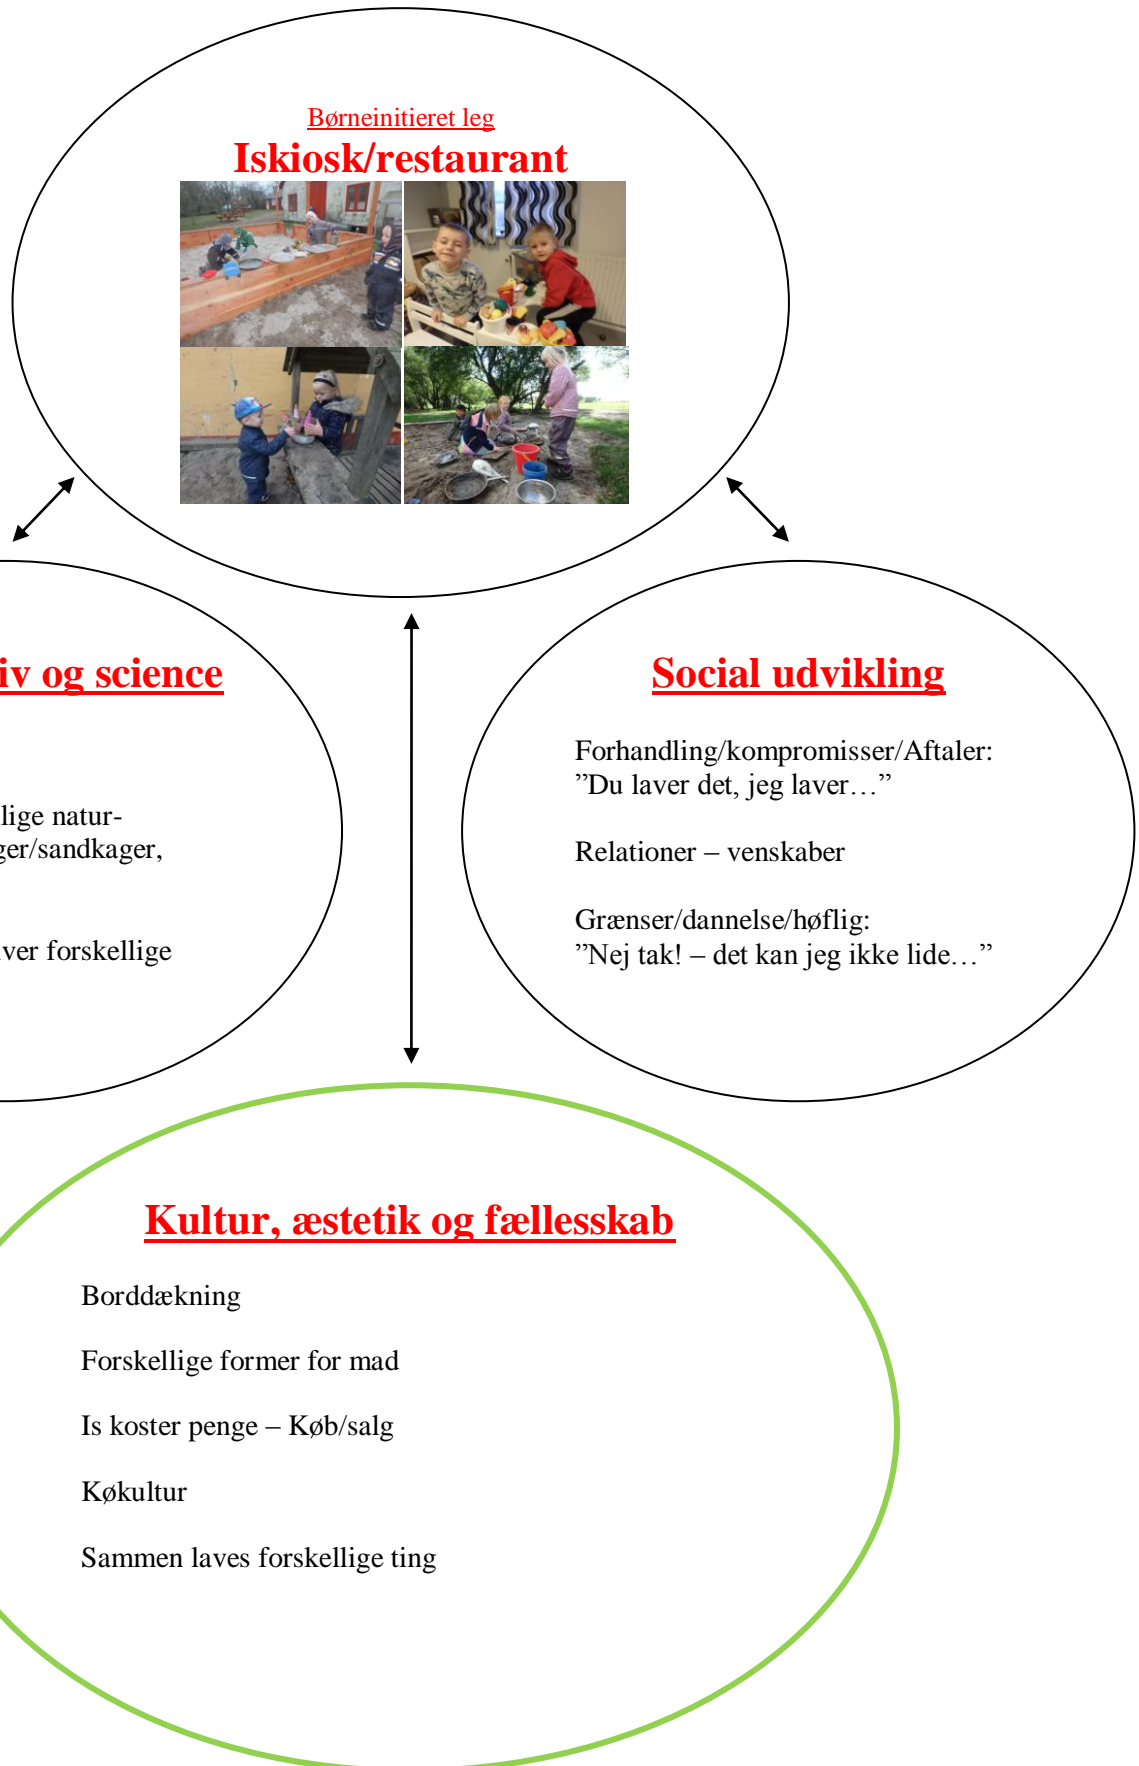 Børneinitieret leg
Iskiosk/restaurant
iv og science
lige natur-
ger/sandkager,
ver forskellige
Social udvikling
Forhandling/kompromisser/Aftaler:
”Du laver det, jeg laver…”
Relationer – venskaber
Grænser/dannelse/høflig:
”Nej tak! – det kan jeg ikke lide…”
Kultur, æstetik og fællesskab
Borddækning
Forskellige former for mad
Is koster penge – Køb/salg
Køkultur
Sammen laves forskellige ting